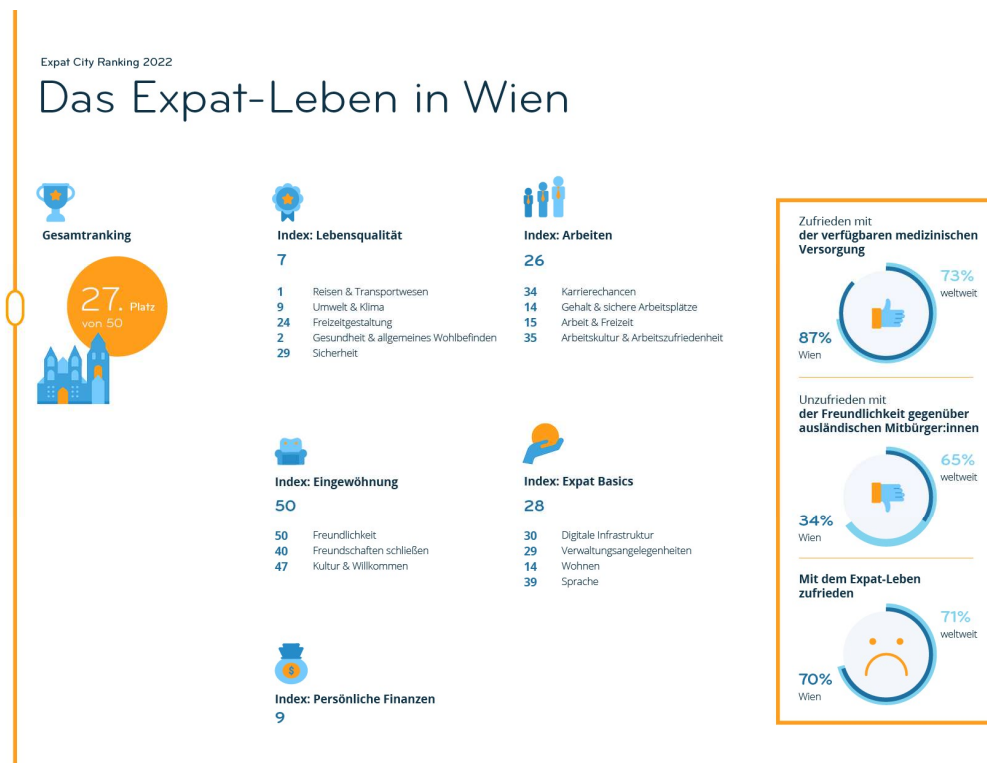 Expat City Ranking 2022
Das Expat-Leben in Wien
Gesamtranking
27. Platz
von 50
Index: Lebensqualität
7
1 Reisen & Transportwesen
9 Umwelt & Klima
24 Freizeitgestaltung
2 Gesundheit & allgemeines Wohlbefinden
29 Sicherheit
Index: Arbeiten
26
34 Karrierechancen
14 Gehalt & sichere Arbeitsplätze
15 Arbeit & Freizeit
35 Arbeitskultur & Arbeitszufriedenheit
Index: Eingewöhnung
50
50 Freundlichkeit
40 Freundschaften schließen
47 Kultur & Willkommen
Index: Expat Basics
28
30 Digitale Infrastruktur
29 Verwaltungsangelegenheiten
14 Wohnen
39 Sprache
$
Index: Persönliche Finanzen
9
Zufrieden mit
der verfügbaren medizinischen
Versorgung
73%
weltweit
87%
Wien
Unzufrieden mit
der Freundlichkeit gegenüber
ausländischen Mitbürger:innen
65%
weltweit
34%
Wien
Mit dem Expat-Leben
zufrieden
71%
weltweit
70%
Wien